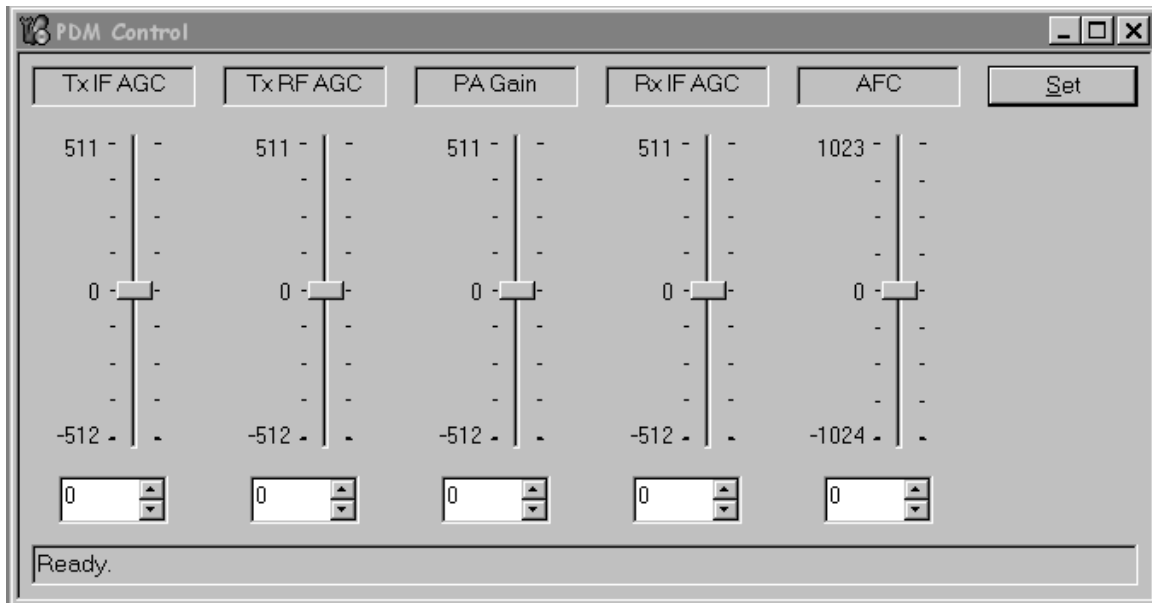 PDM Control
Tx IF AGC Tx RF AGC PA Gain Rx IF AGC AFC Set
511 511 511 511 1023
0 0 0 0 0
-512 -512 -512 -512 -1024
0 0 0 0 0
Ready.